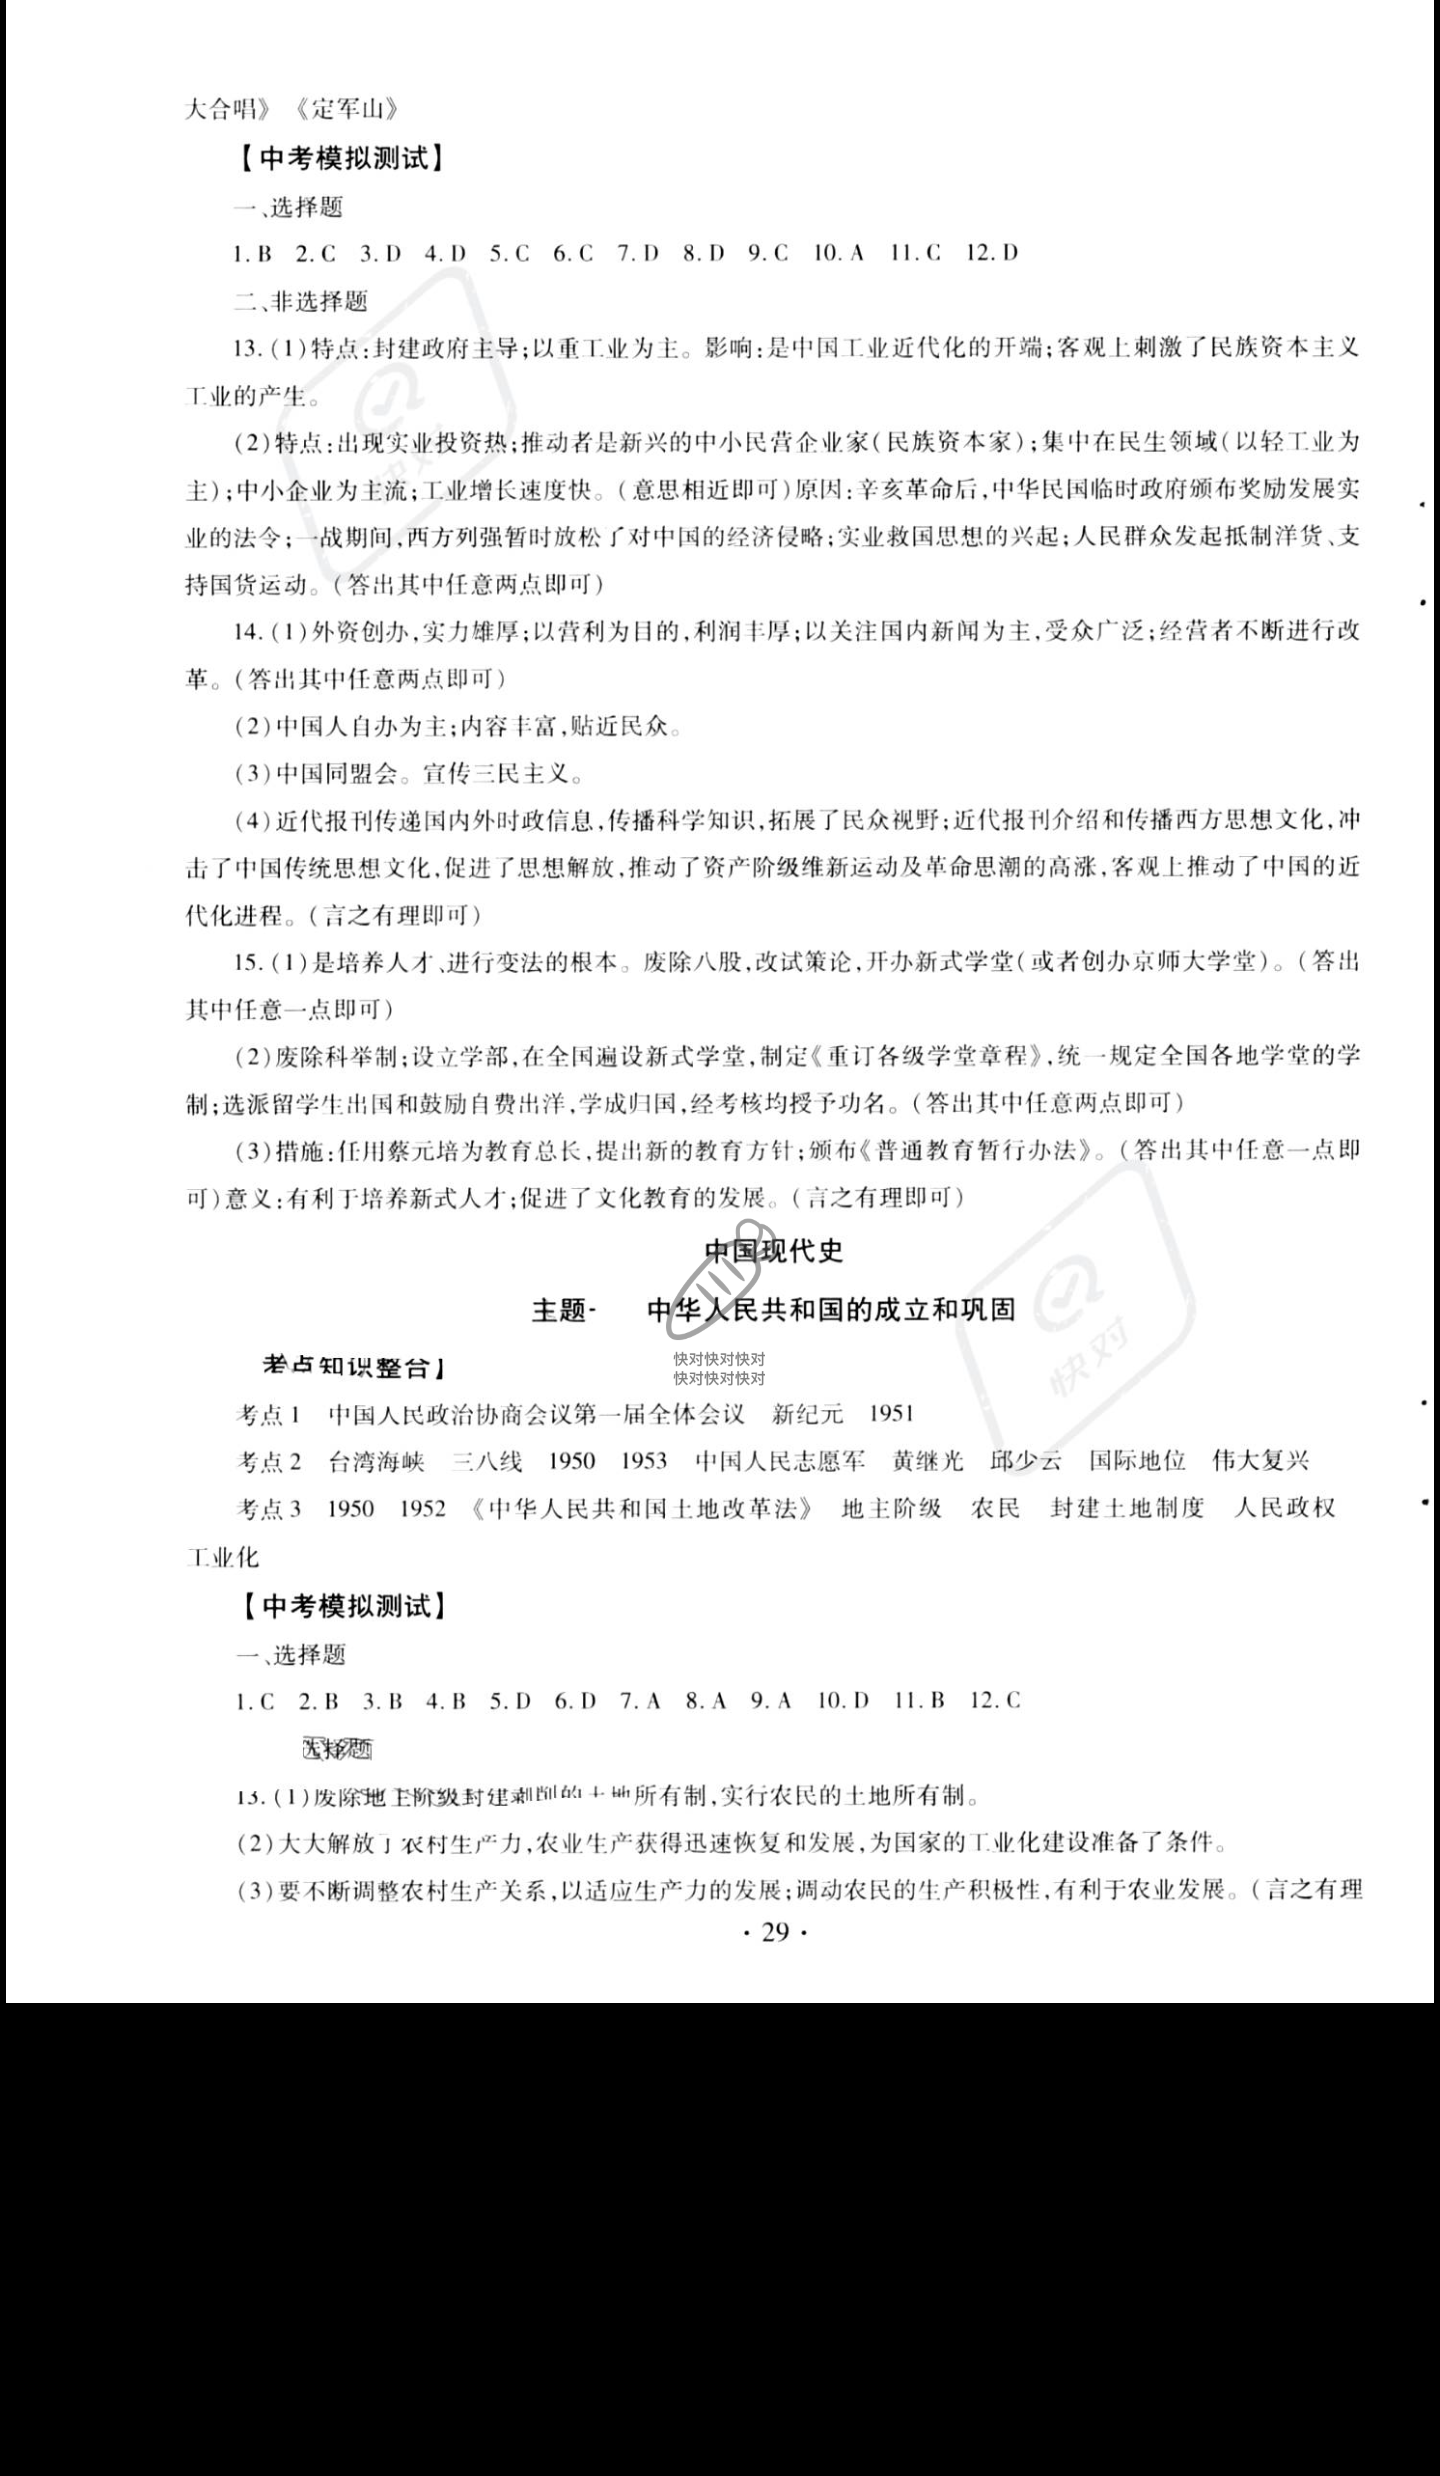 大合唱》 《定军山》
【中考模拟测试】
一、选择题
1. B 2. C 3. D 4. D 5. C 6. C 7. D 8. D 9. C 10. A 11. C 12. D
二、非选择题
13. (1)特点:封建政府主导;以重工业为主。影响:是中国工业近代化的开端;客观上刺激了民族资本主义
工业的产生。
(2)特点:出现实业投资热;推动者是新兴的中小民营企业家(民族资本家);集中在民生领域(以轻工业为
主);中小企业为主流;工业增长速度快。(意思相近即可)原因:辛亥革命后,中华民国临时政府颁布奖励发展实
业的法令;一战期间,西方列强暂时放松了对中国的经济侵略;实业救国思想的兴起;人民群众发起抵制洋货、支
持国货运动。(答出其中任意两点即可)
14. (1)外资创办,实力雄厚;以营利为目的,利润丰厚;以关注国内新闻为主,受众广泛;经营者不断进行改
革。(答出其中任意两点即可)
(2)中国人自办为主;内容丰富,贴近民众。
(3)中国同盟会。宣传三民主义。
(4)近代报刊传递国内外时政信息,传播科学知识,拓展了民众视野;近代报刊介绍和传播西方思想文化,冲
击了中国传统思想文化,促进了思想解放,推动了资产阶级维新运动及革命思潮的高涨,客观上推动了中国的近
代化进程。(言之有理即可)
15. (1)是培养人才、进行变法的根本。废除八股,改试策论,开办新式学堂(或者创办京师大学堂)。(答出
其中任意一点即可)
(2)废除科举制;设立学部,在全国遍设新式学堂,制定《重订各级学堂章程》,统一规定全国各地学堂的学
制;选派留学生出国和鼓励自费出洋,学成归国,经考核均授予功名。(答出其中任意两点即可)
(3)措施:任用蔡元培为教育总长,提出新的教育方针;颁布《普通教育暂行办法》。(答出其中任意一点即
可)意义:有利于培养新式人才;促进了文化教育的发展。(言之有理即可)
中国现代史
主题- 中华人民共和国的成立和巩固
快对快对快对
快对快对快对
快对
考点知识整合】
考点1 中国人民政治协商会议第一届全体会议 新纪元 1951
考点2 台湾海峡 三八线 1950 1953 中国人民志愿军 黄继光 邱少云 国际地位 伟大复兴
考点3 1950 1952 《中华人民共和国土地改革法》 地主阶级 农民 封建土地制度 人民政权
工业化
【中考模拟测试】
一、选择题
1. C 2. B 3. B 4. B 5. D 6. D 7. A 8. A 9. A 10. D 11. B 12. C
选择题
13. (1)废除地主阶级封建剥削的土地所有制,实行农民的土地所有制。
(2)大大解放了农村生产力,农业生产获得迅速恢复和发展,为国家的工业化建设准备了条件。
(3)要不断调整农村生产关系,以适应生产力的发展;调动农民的生产积极性,有利于农业发展。(言之有理
· 29 ·